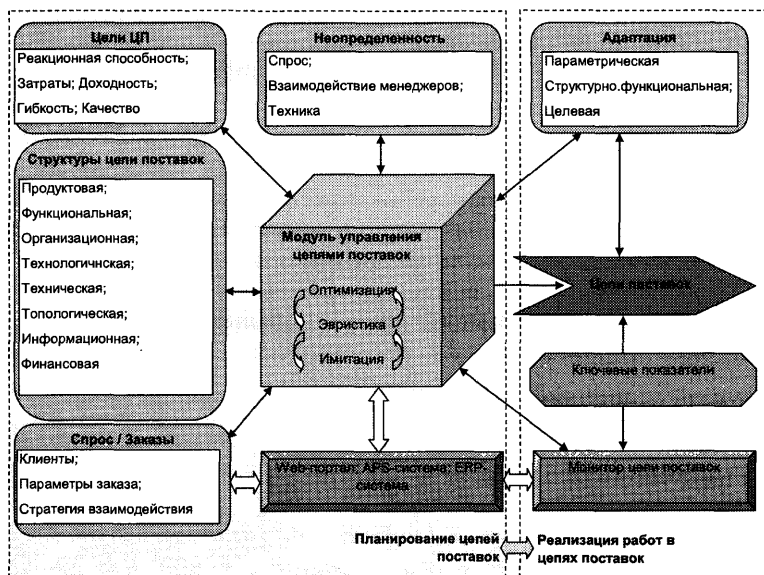 Цели ЦП
Реакционная способность;
Затраты; Доходность;
Гибкость; Качество
Неопределенность
Спрос;
Взаимодействие менеджеров;
Техника
Адаптация
Параметрическая
Структурно.функциональная;
Целевая
Структуры цели поставок
Продуктовая;
Функциональная;
Организационная;
Технологичнская;
Техническая;
Топологическая;
Информационная;
Финансовая
Модуль управления
цепями поставок
Оптимизация
Эвристика
Имитация
Цели поставок
Ключевые показатели
Спрос / Заказы
Клиенты;
Параметры заказа;
Стратегия взаимодействия
Web-портал; APS-система; ERP-
система
Монитор цели поставок
Планирование цепей
поставок
Реализация работ в
цепях поставок